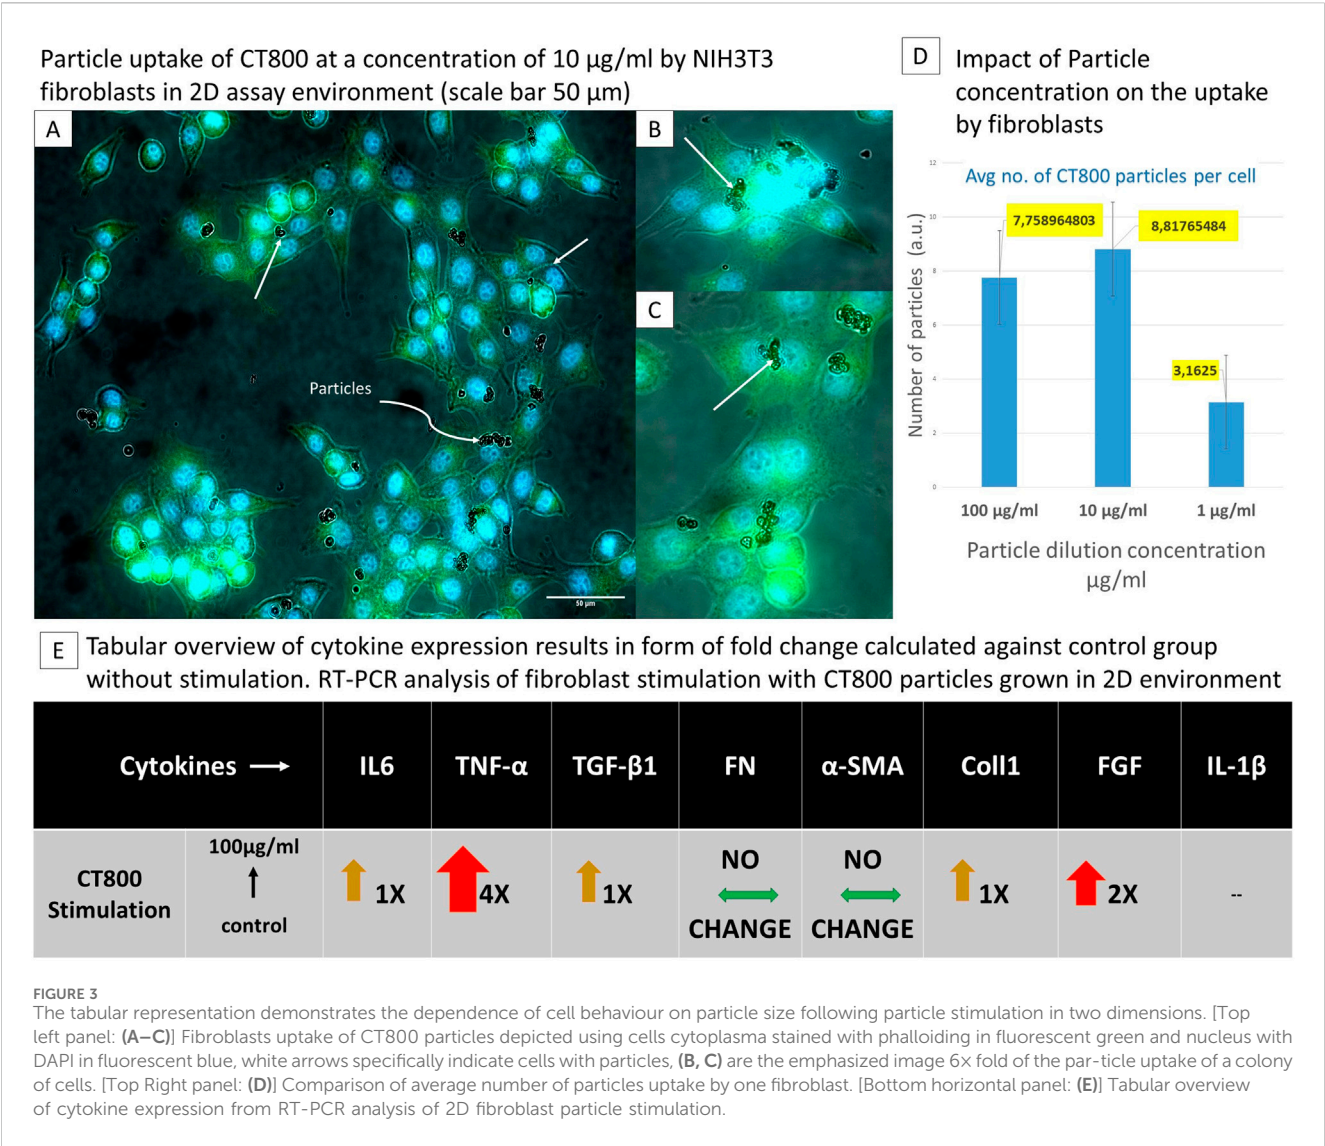 Particle uptake of CT800 at a concentration of 10 µg/ml by NIH3T3
fibroblasts in 2D assay environment (scale bar 50 µm)
A
Particles
50 µm
B
C
D
Impact of Particle
concentration on the uptake
by fibroblasts
Avg no. of CT800 particles per cell
Number of particles (a.u.)
12
10
8
6
4
2
0
7,758964803
8,81765484
3,1625
100 µg/ml
10 µg/ml
1 µg/ml
Particle dilution concentration
µg/ml
E
Tabular overview of cytokine expression results in form of fold change calculated against control group
without stimulation. RT-PCR analysis of fibroblast stimulation with CT800 particles grown in 2D environment
Cytokines → IL6 TNF-α TGF-β1 FN α-SMA Coll1 FGF IL-1β
CT800
Stimulation
100µg/ml
control
1X
4X
1X
NO
CHANGE
NO
CHANGE
1X
2X
--
FIGURE 3
The tabular representation demonstrates the dependence of cell behaviour on particle size following particle stimulation in two dimensions. [Top
left panel: (A–C)] Fibroblasts uptake of CT800 particles depicted using cells cytoplasma stained with phalloiding in fluorescent green and nucleus with
DAPI in fluorescent blue, white arrows specifically indicate cells with particles, (B, C) are the emphasized image 6× fold of the par-ticle uptake of a colony
of cells. [Top Right panel: (D)] Comparison of average number of particles uptake by one fibroblast. [Bottom horizontal panel: (E)] Tabular overview
of cytokine expression from RT-PCR analysis of 2D fibroblast particle stimulation.